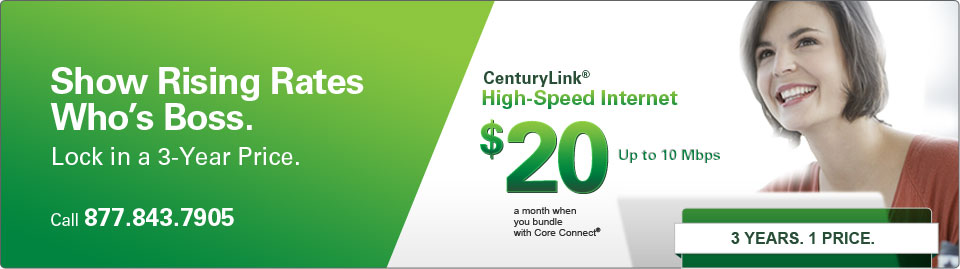 Show Rising Rates
Who's Boss.
Lock in a 3-Year Price.
Call 877.843.7905
CenturyLink®
High-Speed Internet
$20
Up to 10 Mbps
a month when
you bundle
with Core Connect®
3 YEARS. 1 PRICE.